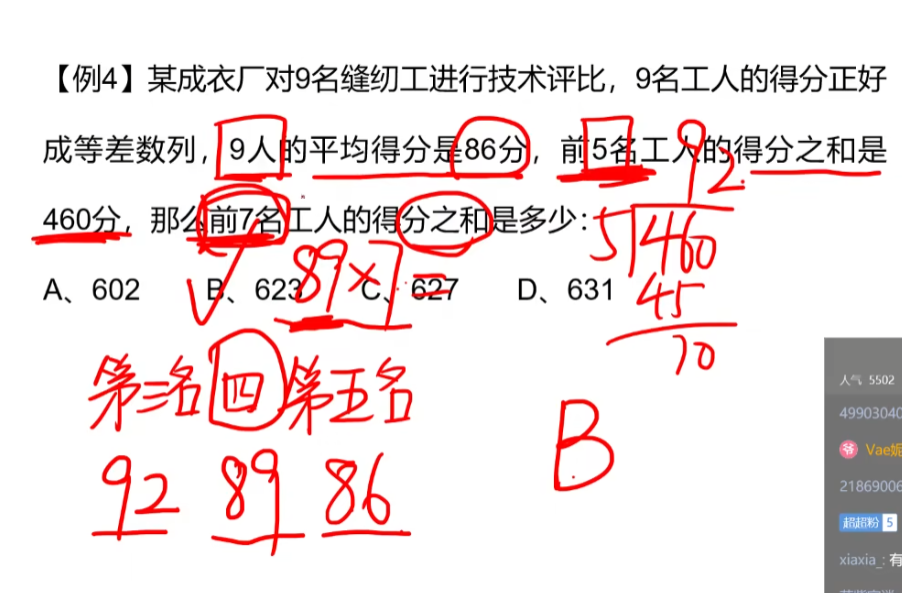 【例4】某成衣厂对9名缝纫工进行技术评比，9名工人的得分正好
成等差数列，9人的平均得分是86分，前5名工人的得分之和是
460分，那么前7名工人的得分之和是多少：
A、602 B、623 C、627 D、631
89×7=
92
5 460
45
10
第三名 四 第五名
92 89 86
B
人气 5502
49903040
爷 Vae妮
21869006
超超粉 5
xiaxia_: 有